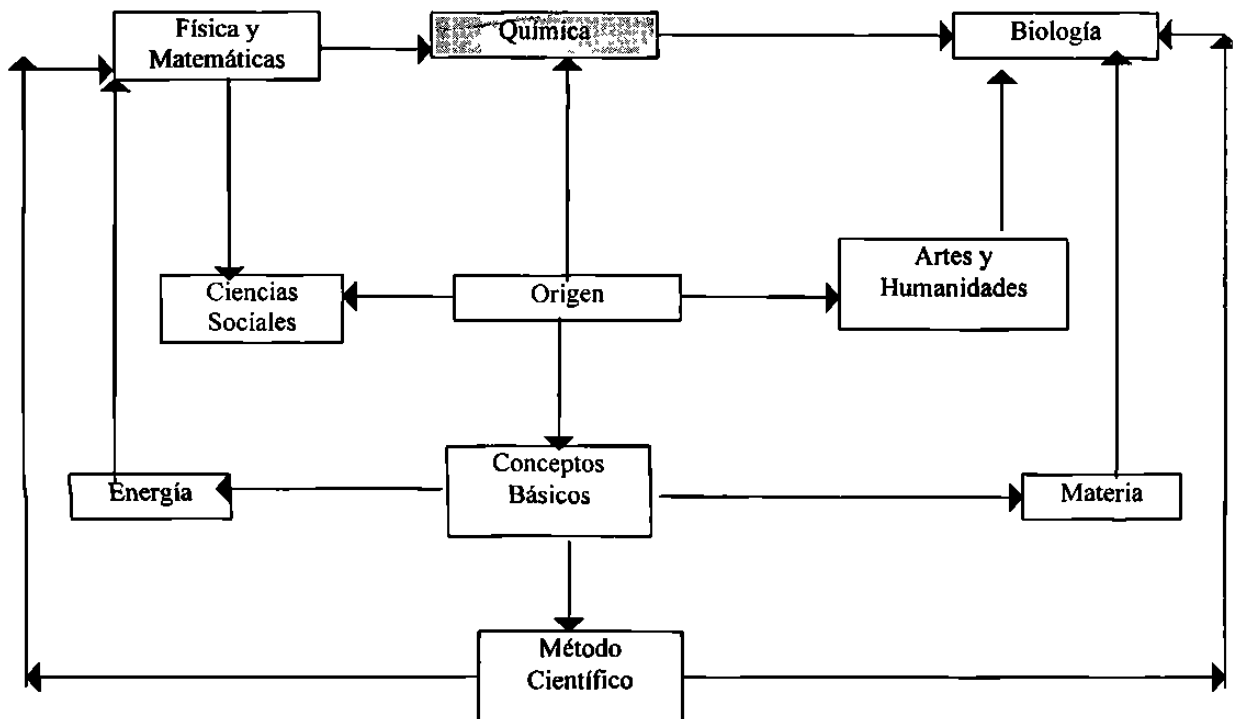 Física y
Matemáticas
Química
Biología
Ciencias
Sociales
Origen
Artes y
Humanidades
Energía
Conceptos
Básicos
Materia
Método
Científico